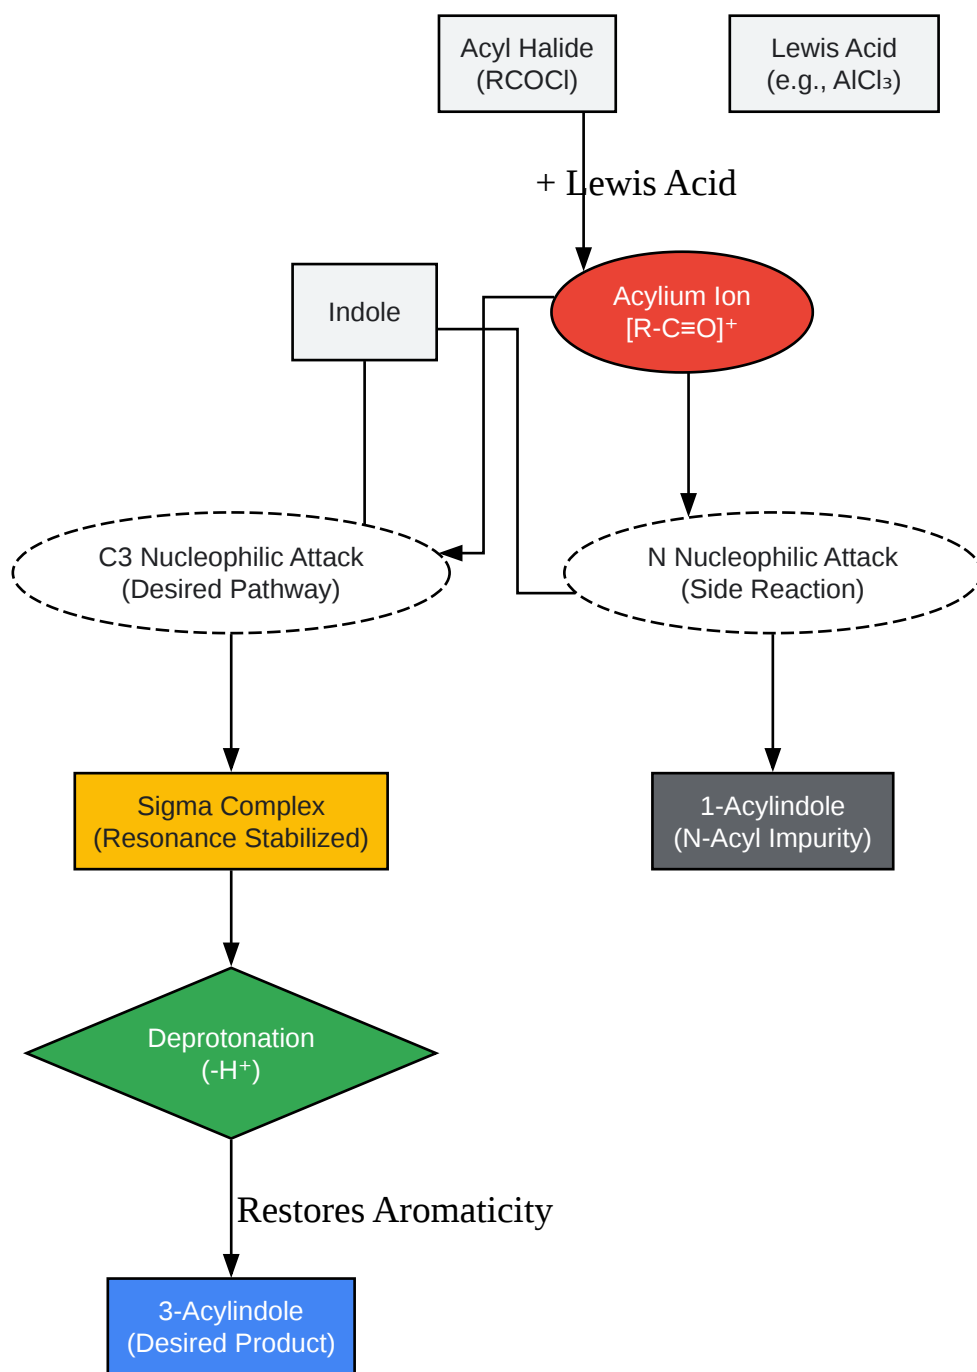 Acyl Halide
(RCOCl)
Lewis Acid
(e.g., AlCl₃)
+ Lewis Acid
Indole
Acylium Ion
[R-C≡O]⁺
C3 Nucleophilic Attack
(Desired Pathway)
N Nucleophilic Attack
(Side Reaction)
Sigma Complex
(Resonance Stabilized)
1-Acylindole
(N-Acyl Impurity)
Deprotonation
(-H⁺)
Restores Aromaticity
3-Acylindole
(Desired Product)